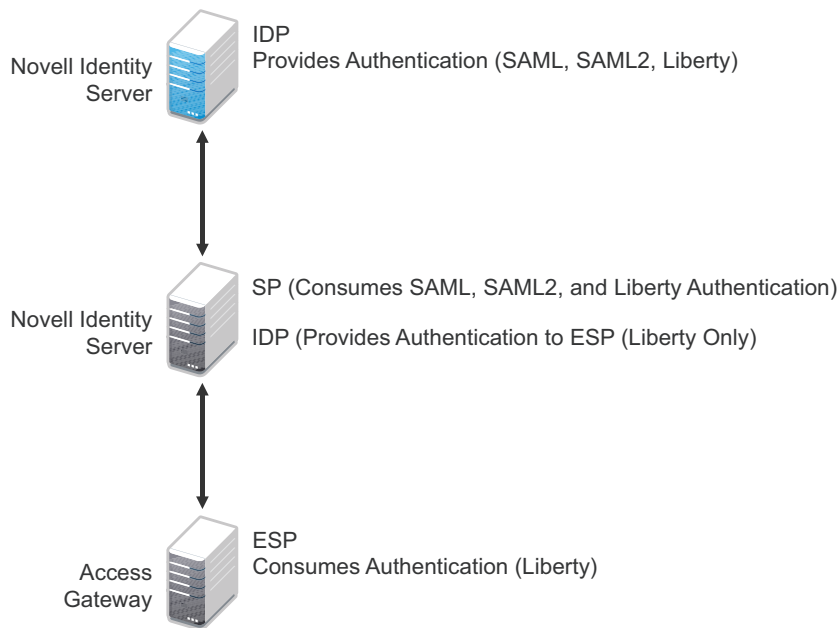 IDP
Provides Authentication (SAML, SAML2, Liberty)
Novell Identity
Server
SP (Consumes SAML, SAML2, and Liberty Authentication)
Novell Identity
Server
IDP (Provides Authentication to ESP (Liberty Only)
ESP
Consumes Authentication (Liberty)
Access
Gateway